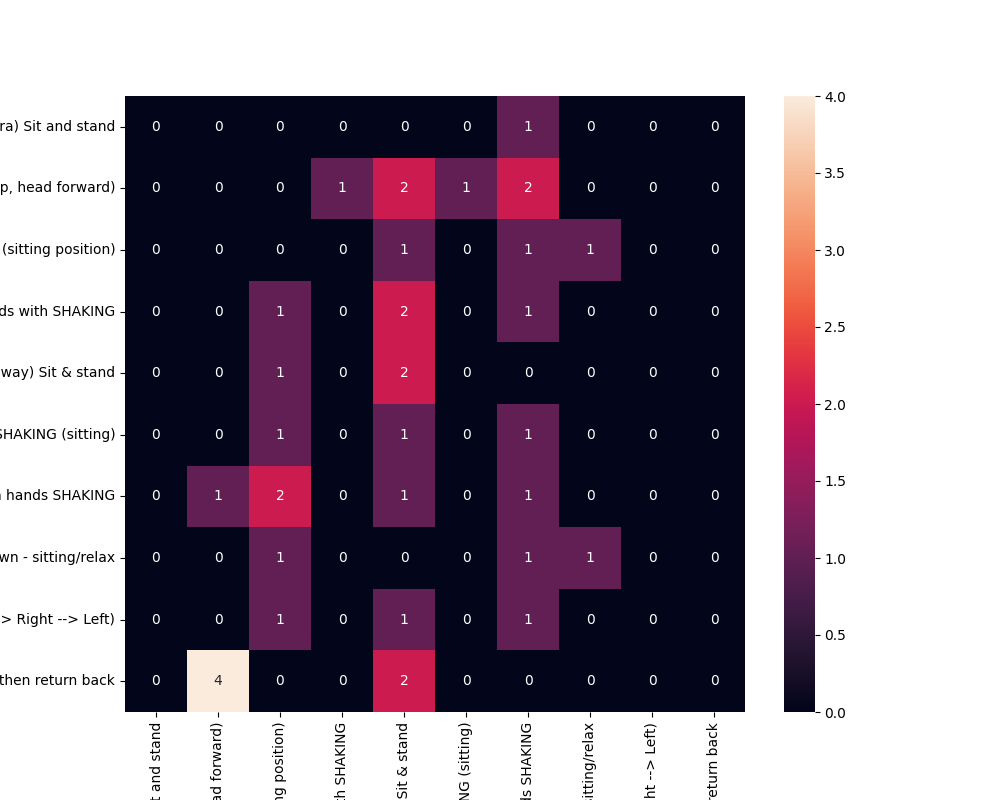 ra) Sit and stand 0 0 0 0 0 0 1 0 0 0
p, head forward) 0 0 0 1 2 1 2 0 0 0
(sitting position) 0 0 0 0 1 0 1 1 0 0
ds with SHAKING 0 0 1 0 2 0 1 0 0 0
way) Sit & stand 0 0 1 0 2 0 0 0 0 0
SHAKING (sitting) 0 0 1 0 1 0 1 0 0 0
hands SHAKING 0 1 2 0 1 0 1 0 0 0
wn - sitting/relax 0 0 1 0 0 0 1 1 0 0
> Right --> Left) 0 0 1 0 1 0 1 0 0 0
then return back 0 4 0 0 2 0 0 0 0 0
t and stand
ad forward)
ng position)
th SHAKING
Sit & stand
NG (sitting)
ds SHAKING
sitting/relax
ht --> Left)
return back
4.0
3.5
3.0
2.5
2.0
1.5
1.0
0.5
0.0